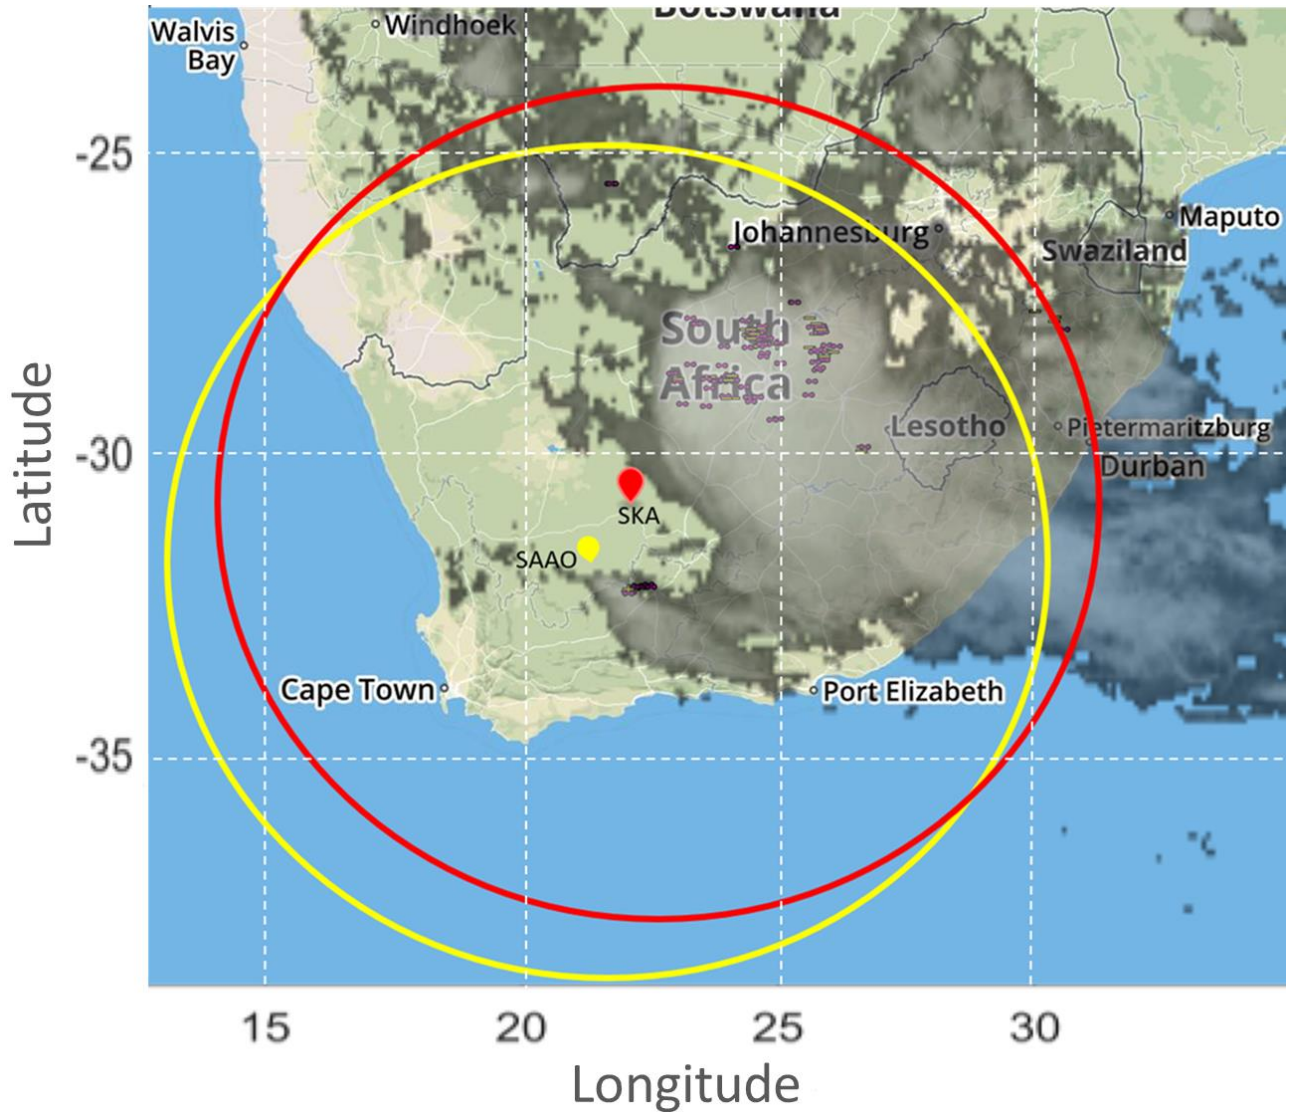 Botswana
Walvis
Bay
Windhoek
-25
Johannesburg
Maputo
Swaziland
South
Africa
Lesotho
Pietermaritzburg
-30
Durban
SKA
SAAO
Cape Town
Port Elizabeth
-35
Latitude
15
20
25
30
Longitude